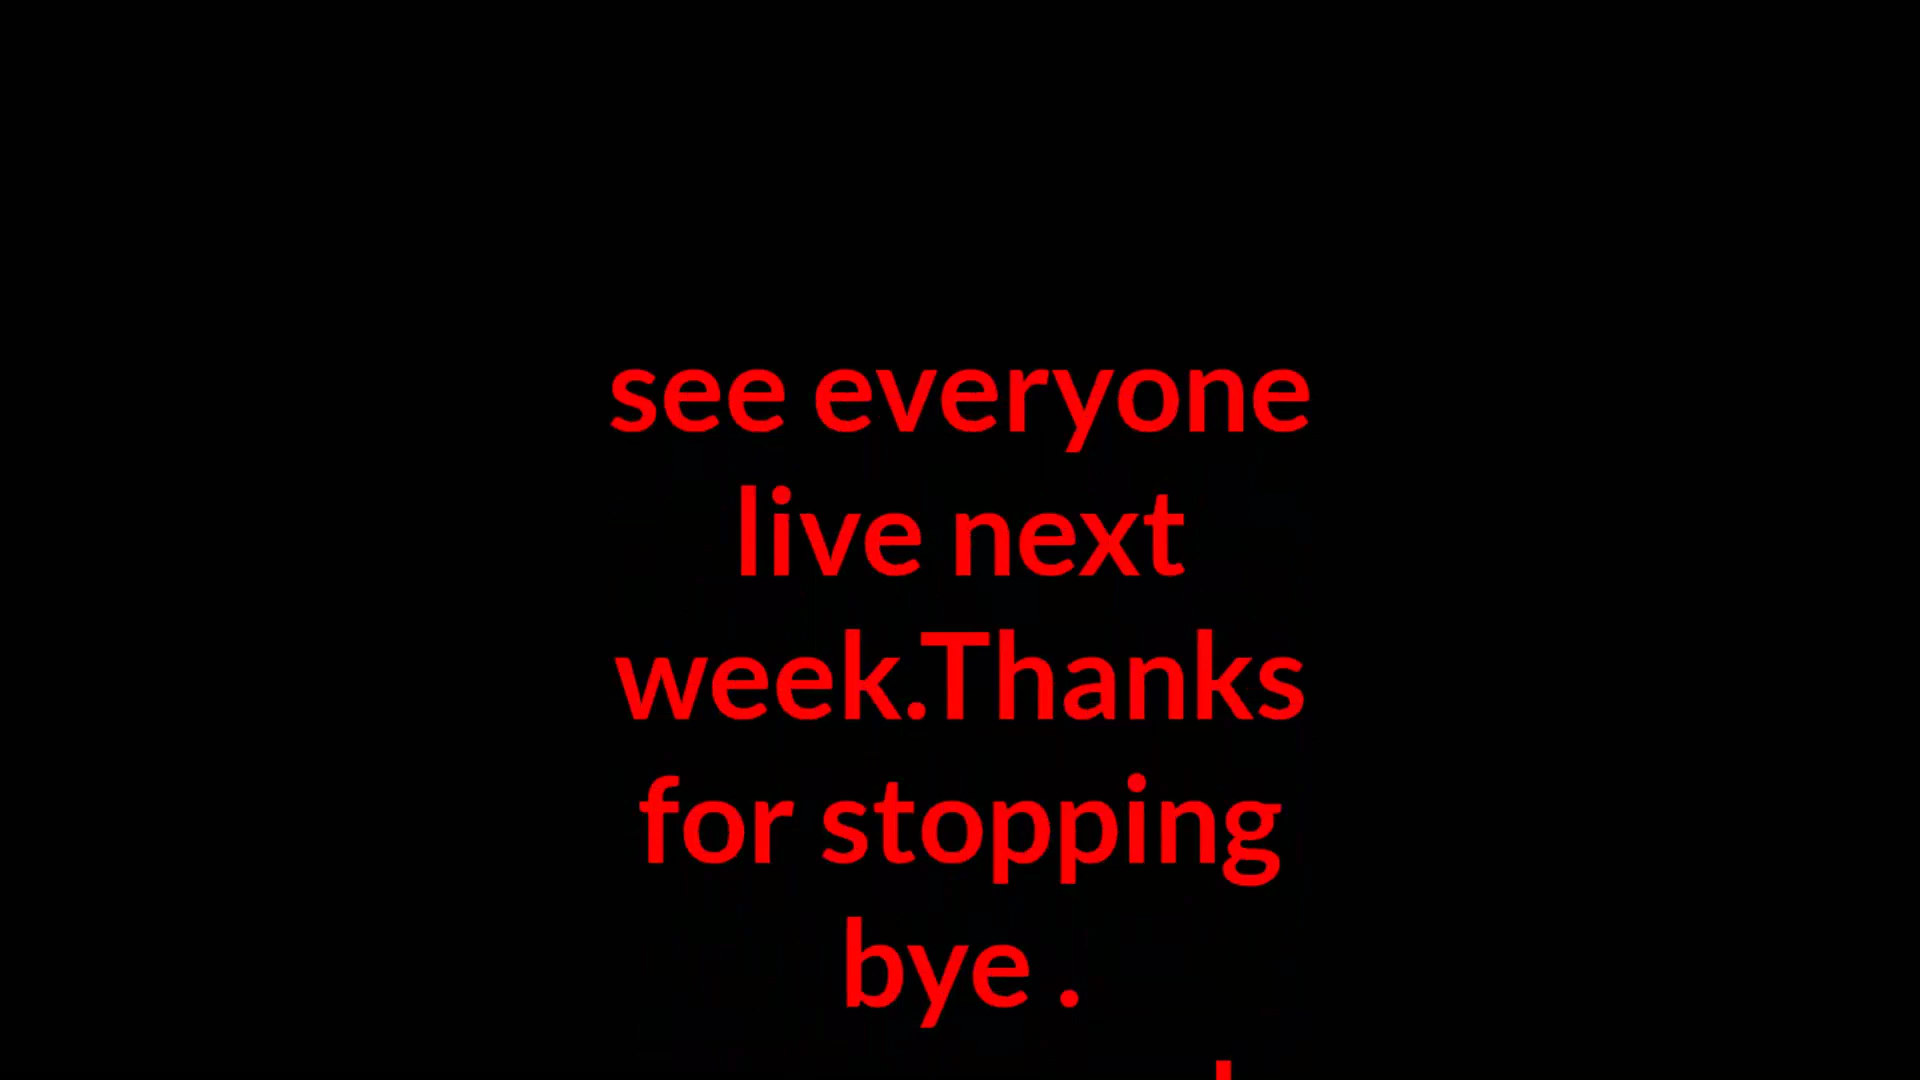 see everyone
live next
week.Thanks
for stopping
bye .